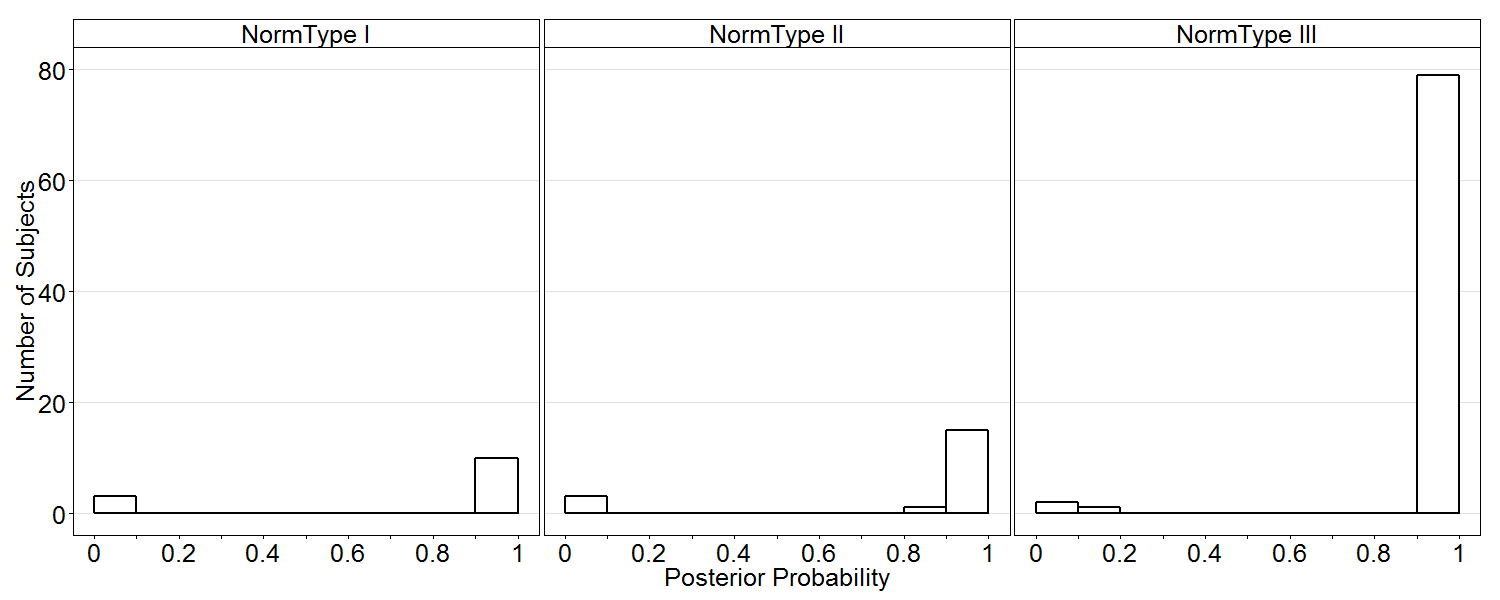 NormType I NormType II NormType III
80
60
40
20
0
Number of Subjects
0 0.2 0.4 0.6 0.8 1 0 0.2 0.4 0.6 0.8 1 0 0.2 0.4 0.6 0.8 1
Posterior Probability